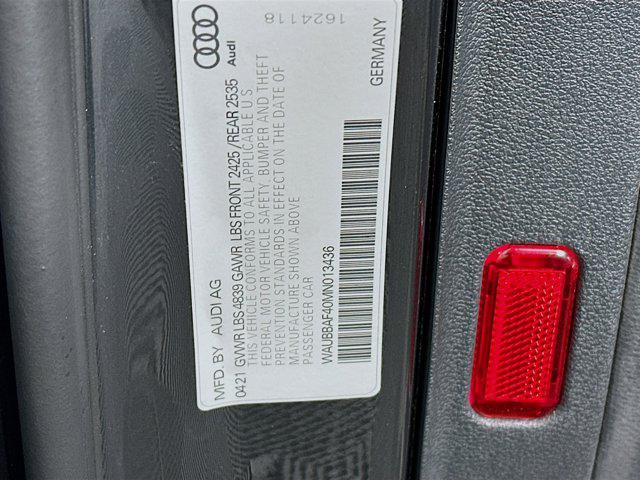 MFD. BY AUDI AG
Audi
0421 GVWR LBS 4839 GAWR LBS FRONT 2425 / REAR 2535
THIS VEHICLE CONFORMS TO ALL APPLICABLE U.S.
FEDERAL MOTOR VEHICLE SAFETY, BUMPER AND THEFT
PREVENTION STANDARDS IN EFFECT ON THE DATE OF
MANUFACTURE SHOWN ABOVE
PASSENGER CAR
WAUBBAF40MN013436
1624118
GERMANY